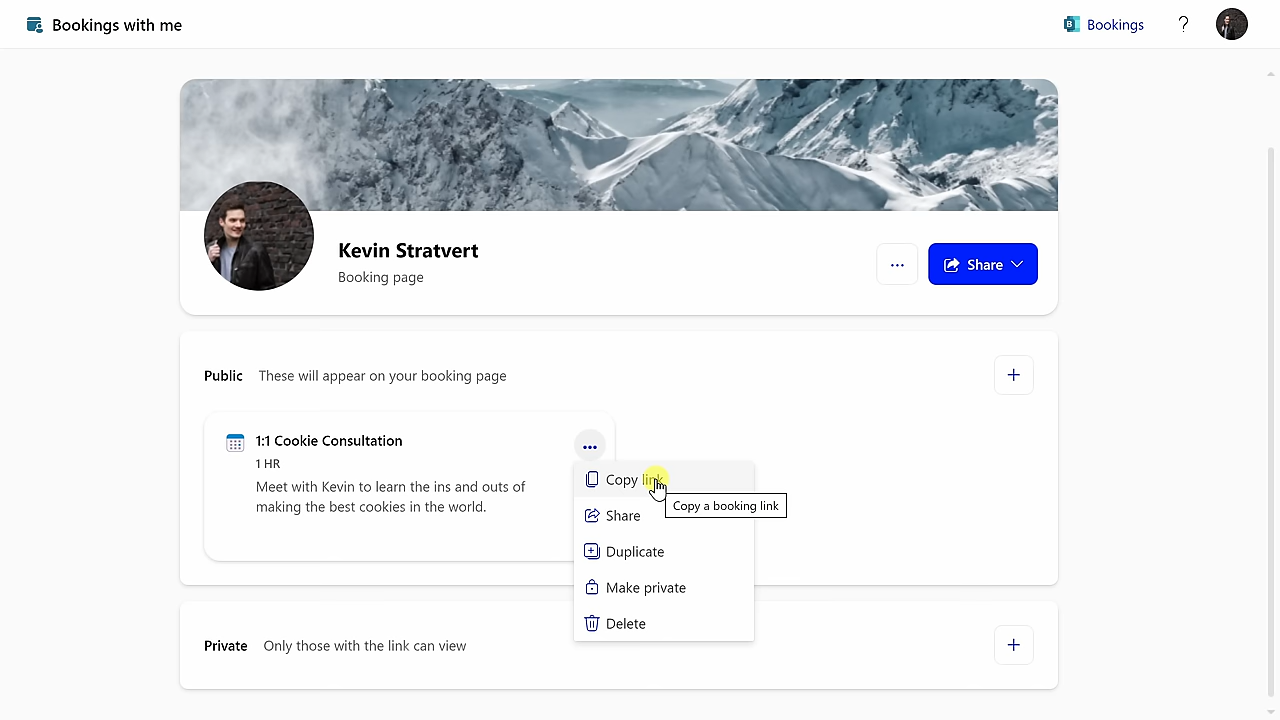 Bookings with me
Bookings
?
Kevin Stratvert
Booking page
...
Share
Public These will appear on your booking page
+
1:1 Cookie Consultation
...
1 HR
Meet with Kevin to learn the ins and outs of
making the best cookies in the world.
Copy link
Copy a booking link
Share
Duplicate
Make private
Delete
Private Only those with the link can view
+